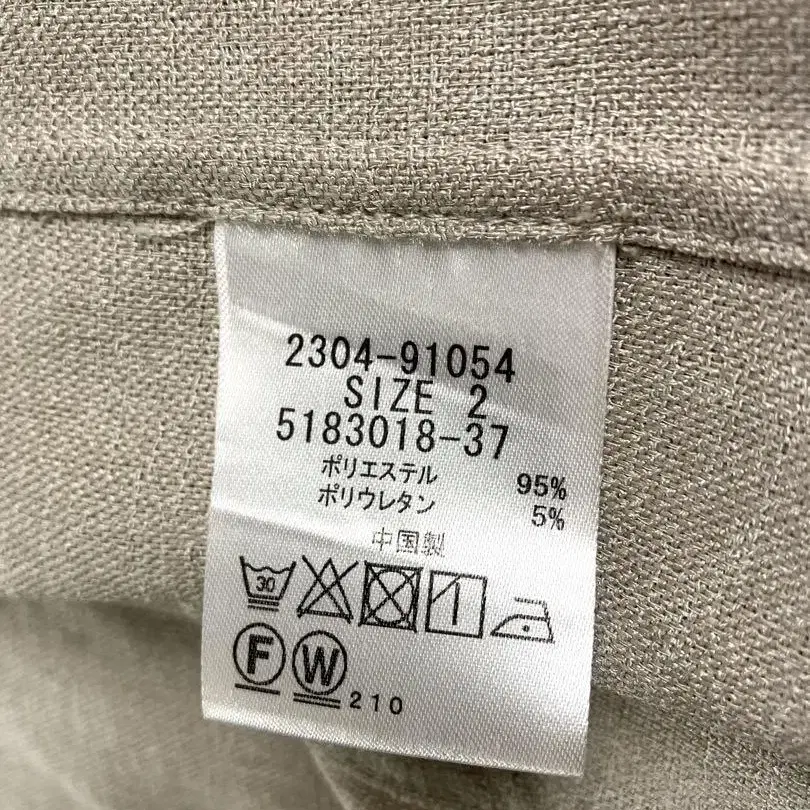 2304-91054
SIZE 2
5183018-37
ポリエステル 95%
ポリウレタン 5%
中国製
30
F W 210